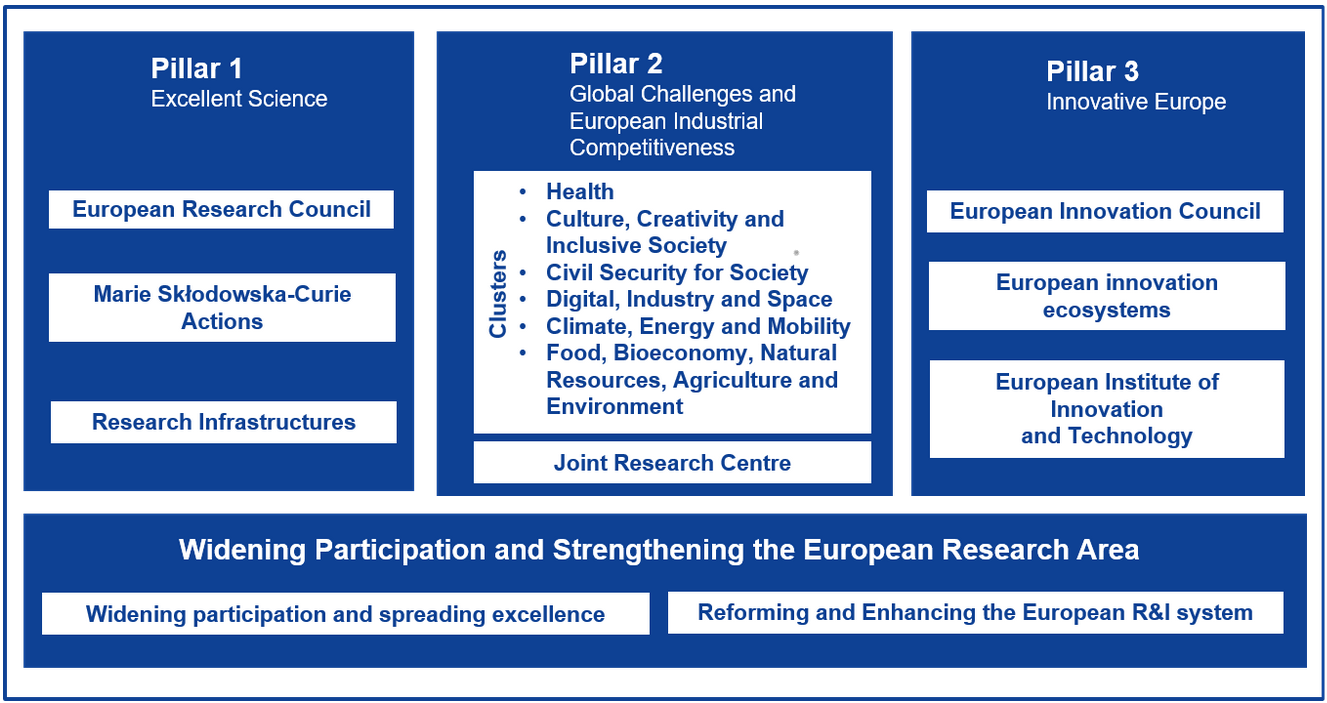 Pillar 1
Excellent Science
European Research Council
Marie Skłodowska-Curie
Actions
Research Infrastructures
Pillar 2
Global Challenges and
European Industrial
Competitiveness
Clusters
• Health
• Culture, Creativity and
Inclusive Society
• Civil Security for Society
• Digital, Industry and Space
• Climate, Energy and Mobility
• Food, Bioeconomy, Natural
Resources, Agriculture and
Environment
Joint Research Centre
Pillar 3
Innovative Europe
European Innovation Council
European innovation
ecosystems
European Institute of
Innovation
and Technology
Widening Participation and Strengthening the European Research Area
Widening participation and spreading excellence
Reforming and Enhancing the European R&I system